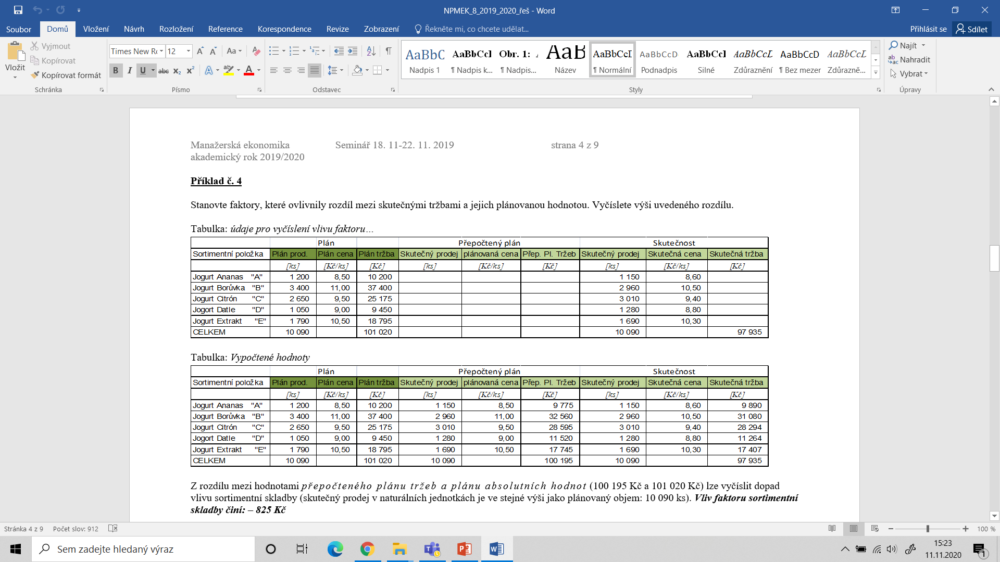 NPMEK_8_2019_2020_řeš - Word
Soubor Domů Vložení Návrh Rozložení Reference Korespondence Revize Zobrazení Řekněte mi, co chcete udělat... Přihlásit se Sdílet
Vložit
Vyjmout
Kopírovat
Kopírovat formát
Schránka
12
Písmo
Odstavec
AaBbC AaBbCcI Obr. 1: AaB AaBbCcI AaBbCcD AaBbCcI AaBbCcL AaBbCcD AaBbCcL
Nadpis 1 ¶ Nadpis k... ¶ Nadpis... Název ¶ Normální Podnadpis Silné Zdůraznění ¶ Bez mezer Zdůrazně...
Styly
Najít
Nahradit
Vybrat
Úpravy
Manažerská ekonomika Seminář 18. 11-22. 11. 2019 strana 4 z 9
akademický rok 2019/2020
Příklad č. 4
Stanovte faktory, které ovlivnily rozdíl mezi skutečnými tržbami a jejich plánovanou hodnotou. Vyčíslete výši uvedeného rozdílu.
Tabulka: údaje pro vyčíslení vlivu faktoru…
Plán Přepočtený plán Skutečnost
Sortimentní položka Plán prod. Plán cena Plán tržba Skutečný prodej plánovaná cena Přep. Pl. Tržeb Skutečný prodej Skutečná cena Skutečná tržba
[ks] [Kč/ks] [Kč] [ks] [Kč/ks] [Kč] [ks] [Kč/ks] [Kč]
Jogurt Ananas "A" 1 200 8,50 10 200 1 150 8,60
Jogurt Borůvka "B" 3 400 11,00 37 400 2 960 10,50
Jogurt Citrón "C" 2 650 9,50 25 175 3 010 9,40
Jogort Datle "D" 1 050 9,00 9 450 1 280 8,80
Jogurt Extrakt "E" 1 790 10,50 18 795 1 690 10,30
CELKEM 10 090 101 020 10 090 97 935
Tabulka: Vypočtené hodnoty
Plán Přepočtený plán Skutečnost
Sortimentní položka Plán prod. Plán cena Plán tržba Skutečný prodej plánovaná cena Přep. Pl. Tržeb Skutečný prodej Skutečná cena Skutečná tržba
[ks] [Kč/ks] [Kč] [ks] [Kč/ks] [Kč] [ks] [Kč/ks] [Kč]
Jogurt Ananas "A" 1 200 8,50 10 200 1 150 8,50 9 775 1 150 8,60 9 890
Jogurt Borůvka "B" 3 400 11,00 37 400 2 960 11,00 32 560 2 960 10,50 31 080
Jogurt Citrón "C" 2 650 9,50 25 175 3 010 9,50 28 595 3 010 9,40 28 294
Jogort Datle "D" 1 050 9,00 9 450 1 280 9,00 11 520 1 280 8,80 11 264
Jogurt Extrakt "E" 1 790 10,50 18 795 1 690 10,50 17 745 1 690 10,30 17 407
CELKEM 10 090 101 020 10 090 100 195 10 090 97 935
Z rozdílu mezi hodnotami přepočteného plánu tržeb a plánu absolutních hodnot (100 195 Kč a 101 020 Kč) lze vyčíslit dopad
vlivu sortimentní skladby (skutečný prodej v naturálních jednotkách je ve stejné výši jako plánovaný objem: 10 090 ks). Vliv faktoru sortimentní
skladby činí: – 825 Kč
Stránka 4 z 9 Počet slov: 912 100 %
Sem zadejte hledaný výraz
15:23
11.11.2020
1